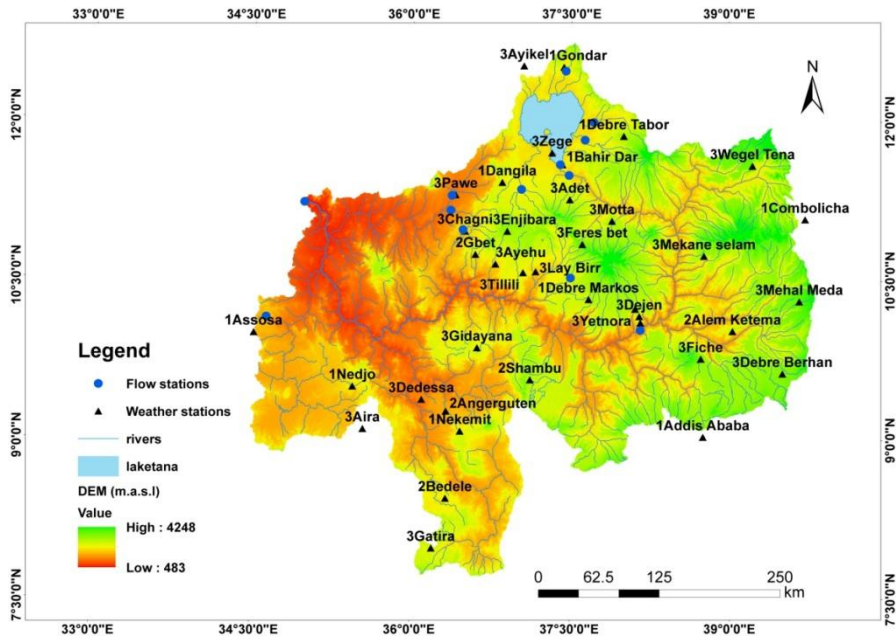 33°0'0"E 34°30'0"E 36°0'0"E 37°30'0"E 39°0'0"E
3Ayikel 1Gondar
N
12°0'0"N 12°0'0"N
1Debre Tabor
3Zege
1Bahir Dar
3Wegel Tena
1Dangila
3Pawe
3Adet
1Combolicha
3Chagni 3Enjibara
3Motta
3Feres bet
2Gbet
3Mekane selam
3Ayehu
3Lay Birr
10°30'0"N 10°30'0"N
3Tillili
1Debre Markos
3Mehal Meda
3Dejen
1Assosa
3Yetnora
2Alem Ketema
3Gidayana
3Fiche
2Shambu
3Debre Berhan
1Nedjo
3Dedessa
2Angerguten
3Aira
1Nekemit
1Addis Ababa
9°0'0"N 9°0'0"N
2Bedele
3Gatira
Legend
Flow stations
Weather stations
rivers
laketana
DEM (m.a.s.l)
Value
High : 4248
Low : 483
0 62.5 125 250
km
7°30'0"N 7°30'0"N
33°0'0"E 34°30'0"E 36°0'0"E 37°30'0"E 39°0'0"E